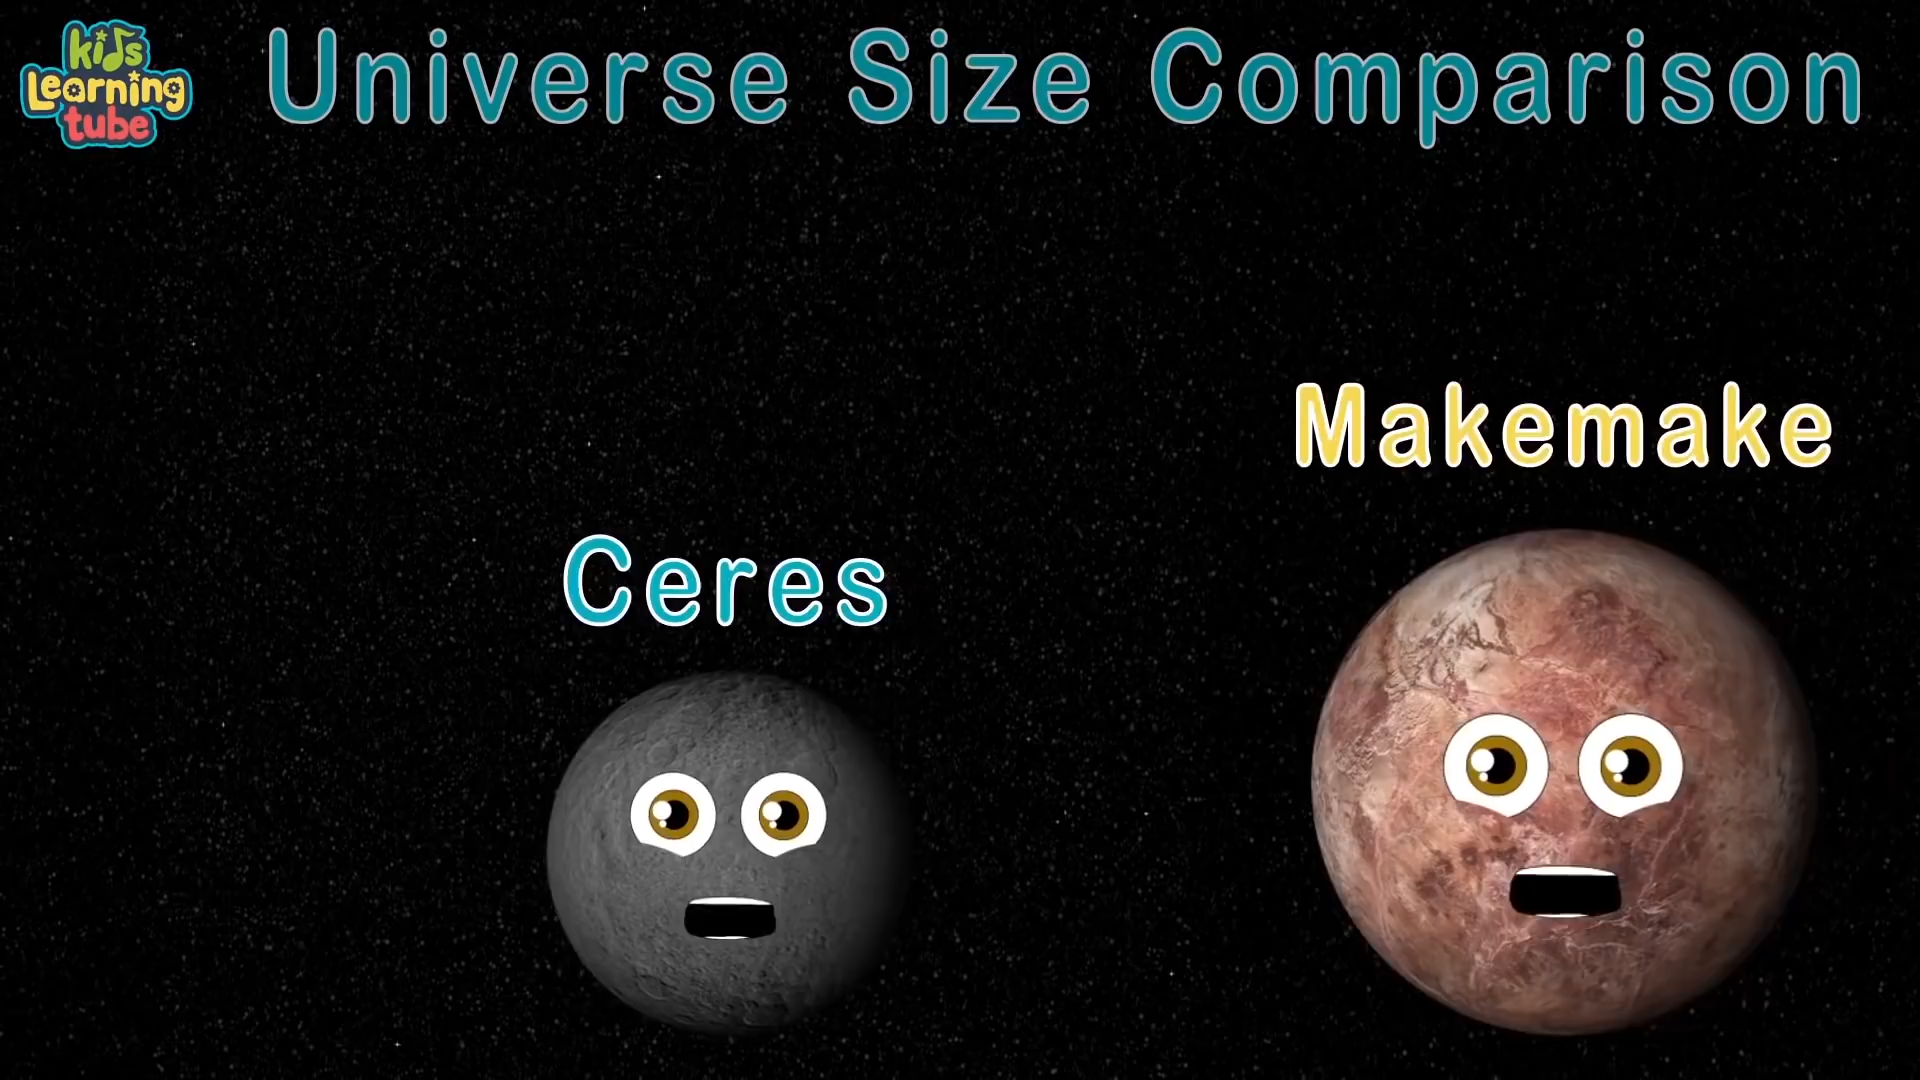 kids
Learning
tube
Universe Size Comparison
Makemake
Ceres